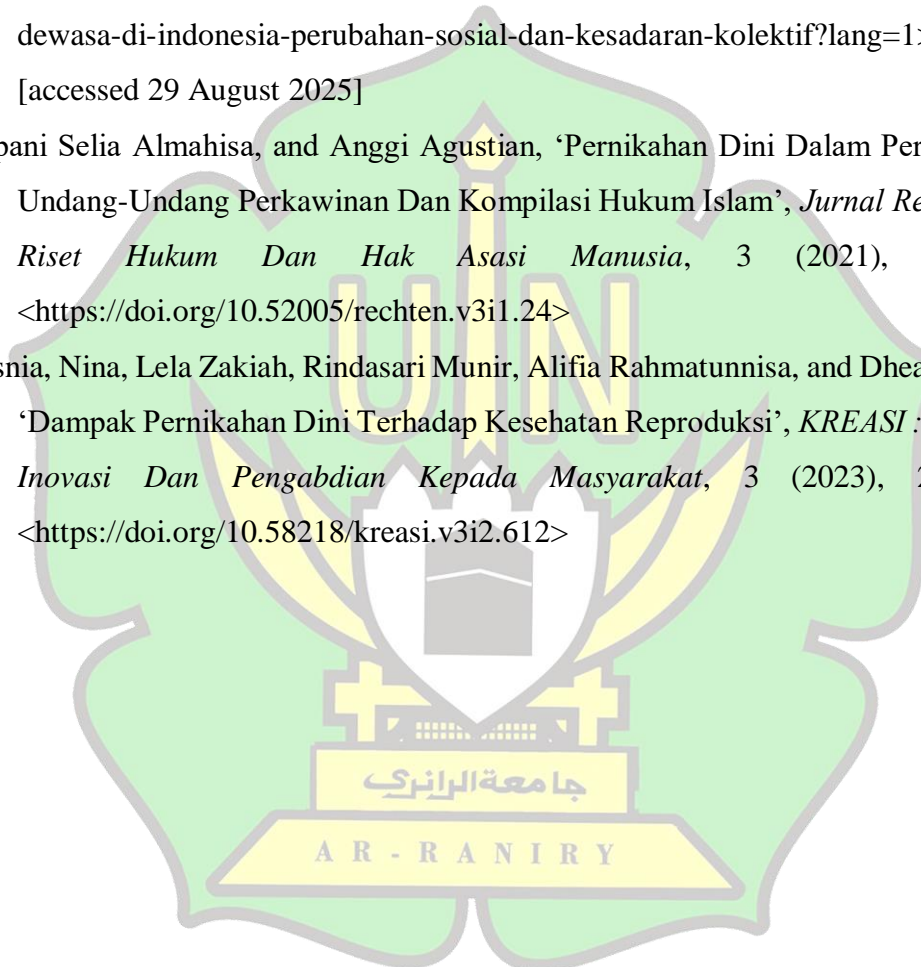 dewasa-di-indonesia-perubahan-sosial-dan-kesadaran-kolektif?lang=1>
[accessed 29 August 2025]
pani Selia Almahisa, and Anggi Agustian, ‘Pernikahan Dini Dalam Per
Undang-Undang Perkawinan Dan Kompilasi Hukum Islam’, Jurnal Re
Riset Hukum Dan Hak Asasi Manusia, 3 (2021),
<https://doi.org/10.52005/rechten.v3i1.24>
snia, Nina, Lela Zakiah, Rindasari Munir, Alifia Rahmatunnisa, and Dhea
‘Dampak Pernikahan Dini Terhadap Kesehatan Reproduksi’, KREASI :
Inovasi Dan Pengabdian Kepada Masyarakat, 3 (2023),
<https://doi.org/10.58218/kreasi.v3i2.612>
UIN
جامعة الرانري
AR-RANIRY